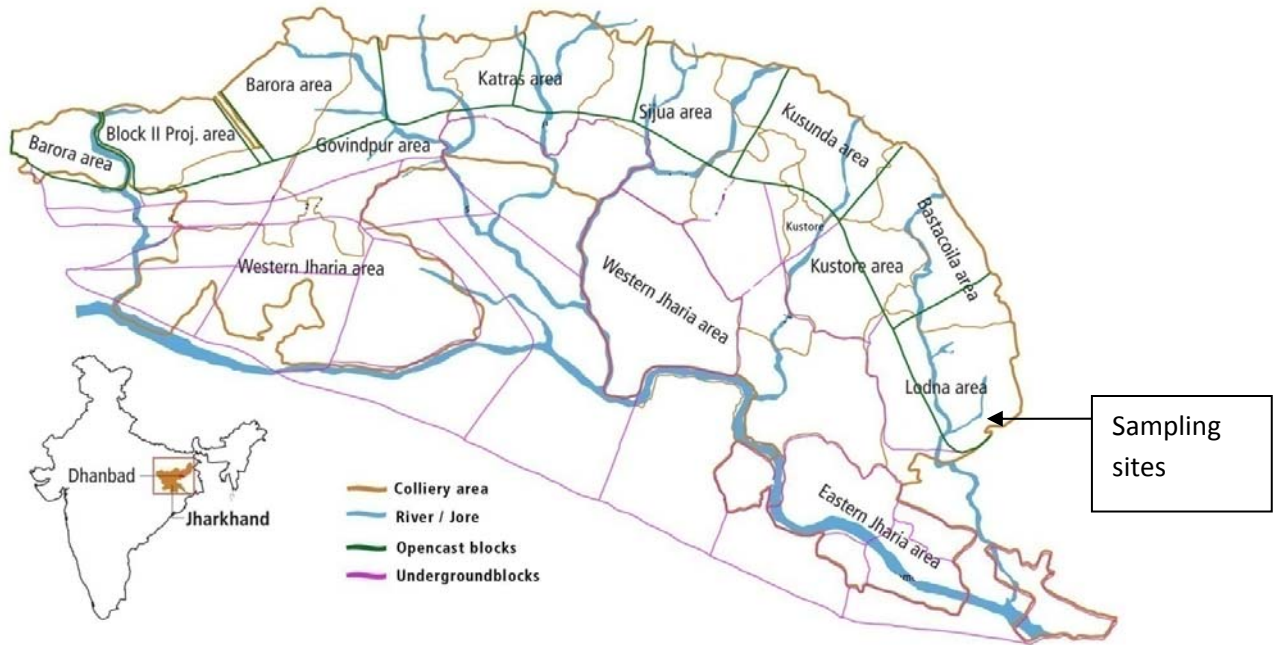 Barora area
Katras area
Sijua area
Kusunda area
Block II Proj. area
Barora area
Govindpur area
Bastacoila area
Kustore
Kustore area
Western Jharia area
Western Jharia area
Lodna area
Sampling
sites
Eastern Jharia area
Dhanbad
Jharkhand
Colliery area
River / Jore
Opencast blocks
Undergroundblocks